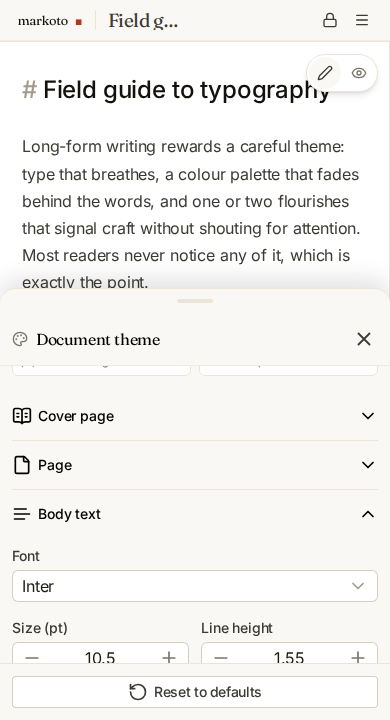 markoto
Field g...
# Field guide to typography
Long-form writing rewards a careful theme:
type that breathes, a colour palette that fades
behind the words, and one or two flourishes
that signal craft without shouting for attention.
Most readers never notice any of it, which is
exactly the point.
Document theme
Cover page
Page
Body text
Font
Inter
Size (pt)
Line height
10.5
1.55
Reset to defaults